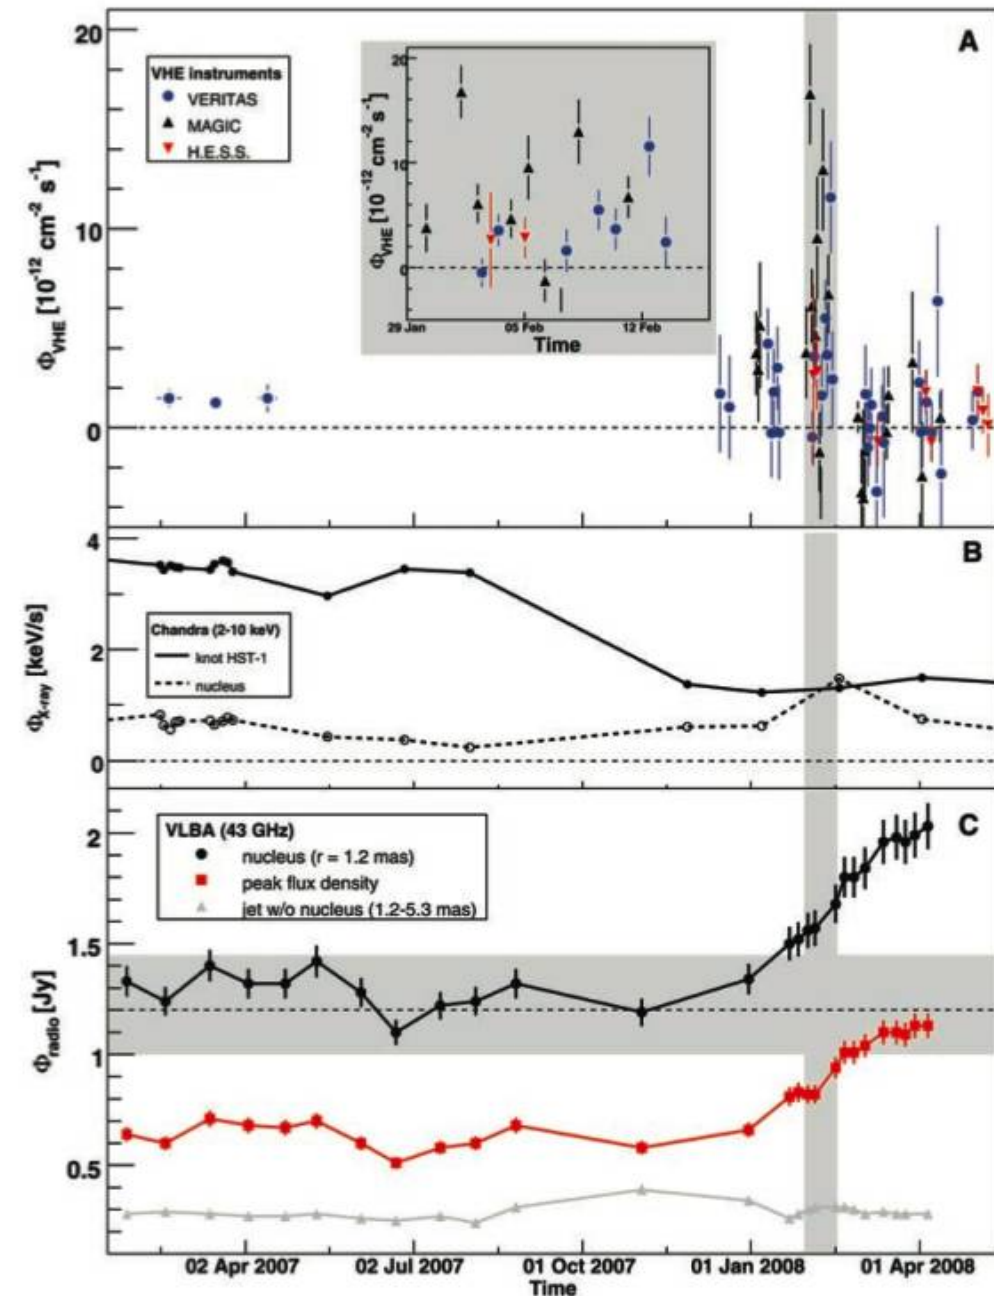 A
20
10
0
Φ_VHE [10⁻¹² cm⁻² s⁻¹]
VHE instruments
VERITAS
MAGIC
H.E.S.S.
20
10
0
Φ_VHE [10⁻¹² cm⁻² s⁻¹]
29 Jan 05 Feb 12 Feb
Time
B
4
2
0
Φ_X-ray [keV/s]
Chandra (2-10 keV)
knot HST-1
nucleus
C
2
1.5
1
0.5
Φ_radio [Jy]
VLBA (43 GHz)
nucleus (r = 1.2 mas)
peak flux density
jet w/o nucleus (1.2-5.3 mas)
02 Apr 2007 02 Jul 2007 01 Oct 2007 01 Jan 2008 01 Apr 2008
Time